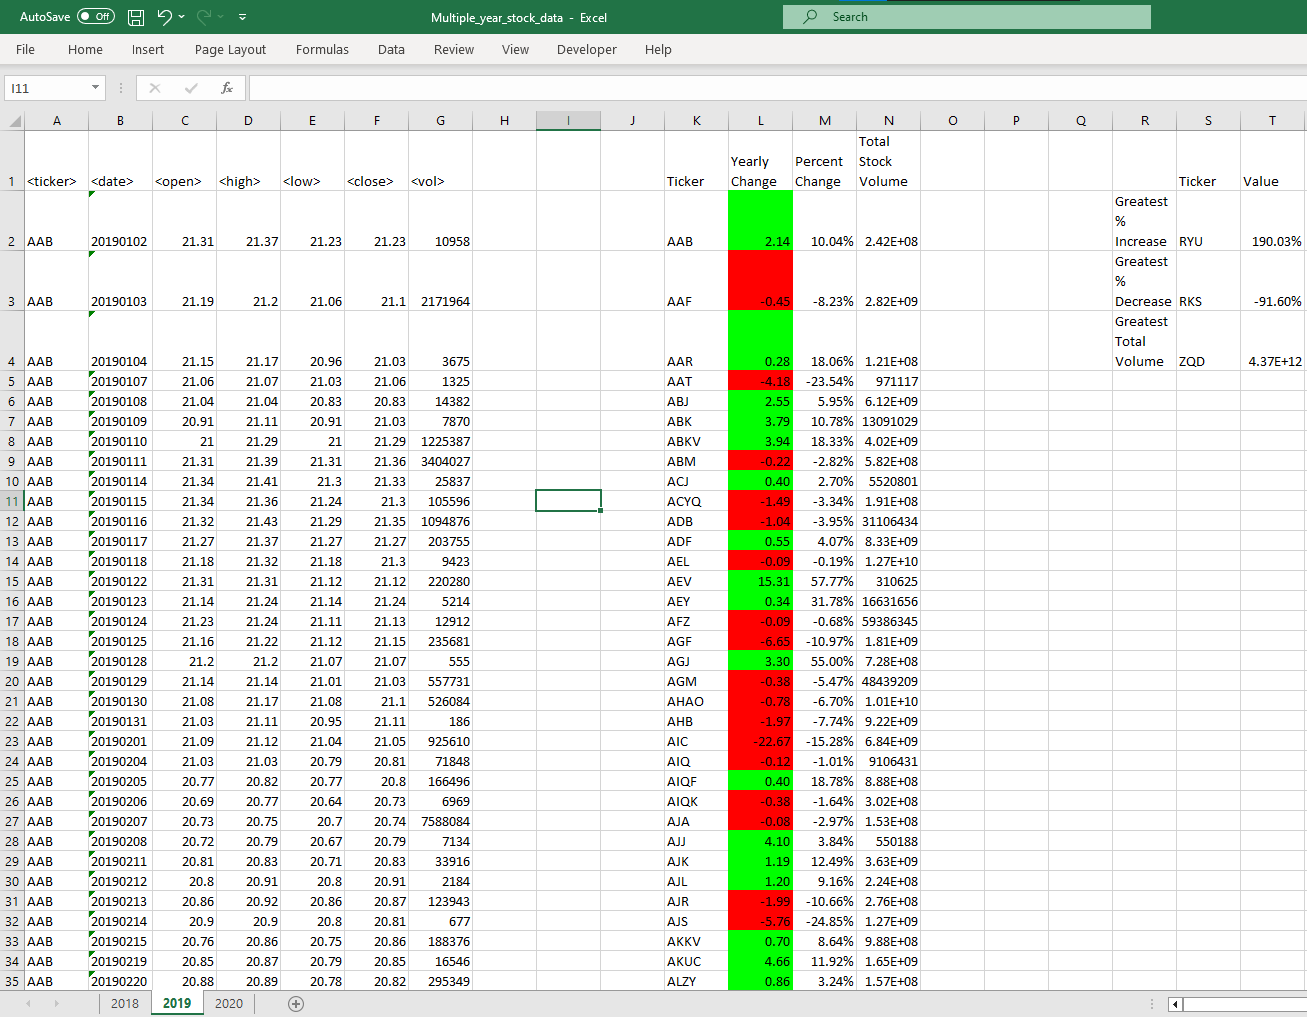 AutoSave Off Multiple_year_stock_data - Excel Search
File Home Insert Page Layout Formulas Data Review View Developer Help
I11 fx
A B C D E F G H I J K L M N O P Q R S T
1 <ticker> <date> <open> <high> <low> <close> <vol> Ticker Yearly Change Percent Change Total Stock Volume Ticker Value
2 AAB 20190102 21.31 21.37 21.23 21.23 10958 AAB 2.14 10.04% 2.42E+08 Greatest % Increase RYU 190.03%
3 AAB 20190103 21.19 21.2 21.06 21.1 2171964 AAF -0.45 -8.23% 2.82E+09 Greatest % Decrease RKS -91.60%
4 AAB 20190104 21.15 21.17 20.96 21.03 3675 AAR 0.28 18.06% 1.21E+08 Greatest Total Volume ZQD 4.37E+12
5 AAB 20190107 21.06 21.07 21.03 21.06 1325 AAT -4.18 -23.54% 971117
6 AAB 20190108 21.04 21.04 20.83 20.83 14382 ABJ 2.55 5.95% 6.12E+09
7 AAB 20190109 20.91 21.11 20.91 21.03 7870 ABK 3.79 10.78% 13091029
8 AAB 20190110 21 21.29 21 21.29 1225387 ABKV 3.94 18.33% 4.02E+09
9 AAB 20190111 21.31 21.39 21.31 21.36 3404027 ABM -0.22 -2.82% 5.82E+08
10 AAB 20190114 21.34 21.41 21.3 21.33 25837 ACJ 0.40 2.70% 5520801
11 AAB 20190115 21.34 21.36 21.24 21.3 105596 ACYQ -1.49 -3.34% 1.91E+08
12 AAB 20190116 21.32 21.43 21.29 21.35 1094876 ADB -1.04 -3.95% 31106434
13 AAB 20190117 21.27 21.37 21.27 21.27 203755 ADF 0.55 4.07% 8.33E+09
14 AAB 20190118 21.18 21.32 21.18 21.3 9423 AEL -0.09 -0.19% 1.27E+10
15 AAB 20190122 21.31 21.31 21.12 21.12 220280 AEV 15.31 57.77% 310625
16 AAB 20190123 21.14 21.24 21.14 21.24 5214 AEY 0.34 31.78% 16631656
17 AAB 20190124 21.23 21.24 21.11 21.13 12912 AFZ -0.09 -0.68% 59386345
18 AAB 20190125 21.16 21.22 21.12 21.15 235681 AGF -6.65 -10.97% 1.81E+09
19 AAB 20190128 21.2 21.2 21.07 21.07 555 AGJ 3.30 55.00% 7.28E+08
20 AAB 20190129 21.14 21.14 21.01 21.03 557731 AGM -0.38 -5.47% 48439209
21 AAB 20190130 21.08 21.17 21.08 21.1 526084 AHAO -0.78 -6.70% 1.01E+10
22 AAB 20190131 21.03 21.11 20.95 21.11 186 AHB -1.97 -7.74% 9.22E+09
23 AAB 20190201 21.09 21.12 21.04 21.05 925610 AIC -22.67 -15.28% 6.84E+09
24 AAB 20190204 21.03 21.03 20.79 20.81 71848 AIQ -0.12 -1.01% 9106431
25 AAB 20190205 20.77 20.82 20.77 20.8 166496 AIQF 0.40 18.78% 8.88E+08
26 AAB 20190206 20.69 20.77 20.64 20.73 6969 AIQK -0.38 -1.64% 3.02E+08
27 AAB 20190207 20.73 20.75 20.7 20.74 7588084 AJA -0.08 -2.97% 1.53E+08
28 AAB 20190208 20.72 20.79 20.67 20.79 7134 AJJ 4.10 3.84% 550188
29 AAB 20190211 20.81 20.83 20.71 20.83 33916 AJK 1.19 12.49% 3.63E+09
30 AAB 20190212 20.8 20.91 20.8 20.91 2184 AJL 1.20 9.16% 2.24E+08
31 AAB 20190213 20.86 20.92 20.86 20.87 123943 AJR -1.99 -10.66% 2.76E+08
32 AAB 20190214 20.9 20.9 20.8 20.81 677 AJS -5.76 -24.85% 1.27E+09
33 AAB 20190215 20.76 20.86 20.75 20.86 188376 AKKV 0.70 8.64% 9.88E+08
34 AAB 20190219 20.85 20.87 20.79 20.85 16546 AKUC 4.66 11.92% 1.65E+09
35 AAB 20190220 20.88 20.89 20.78 20.82 295349 ALZY 0.86 3.24% 1.57E+08
2018 2019 2020